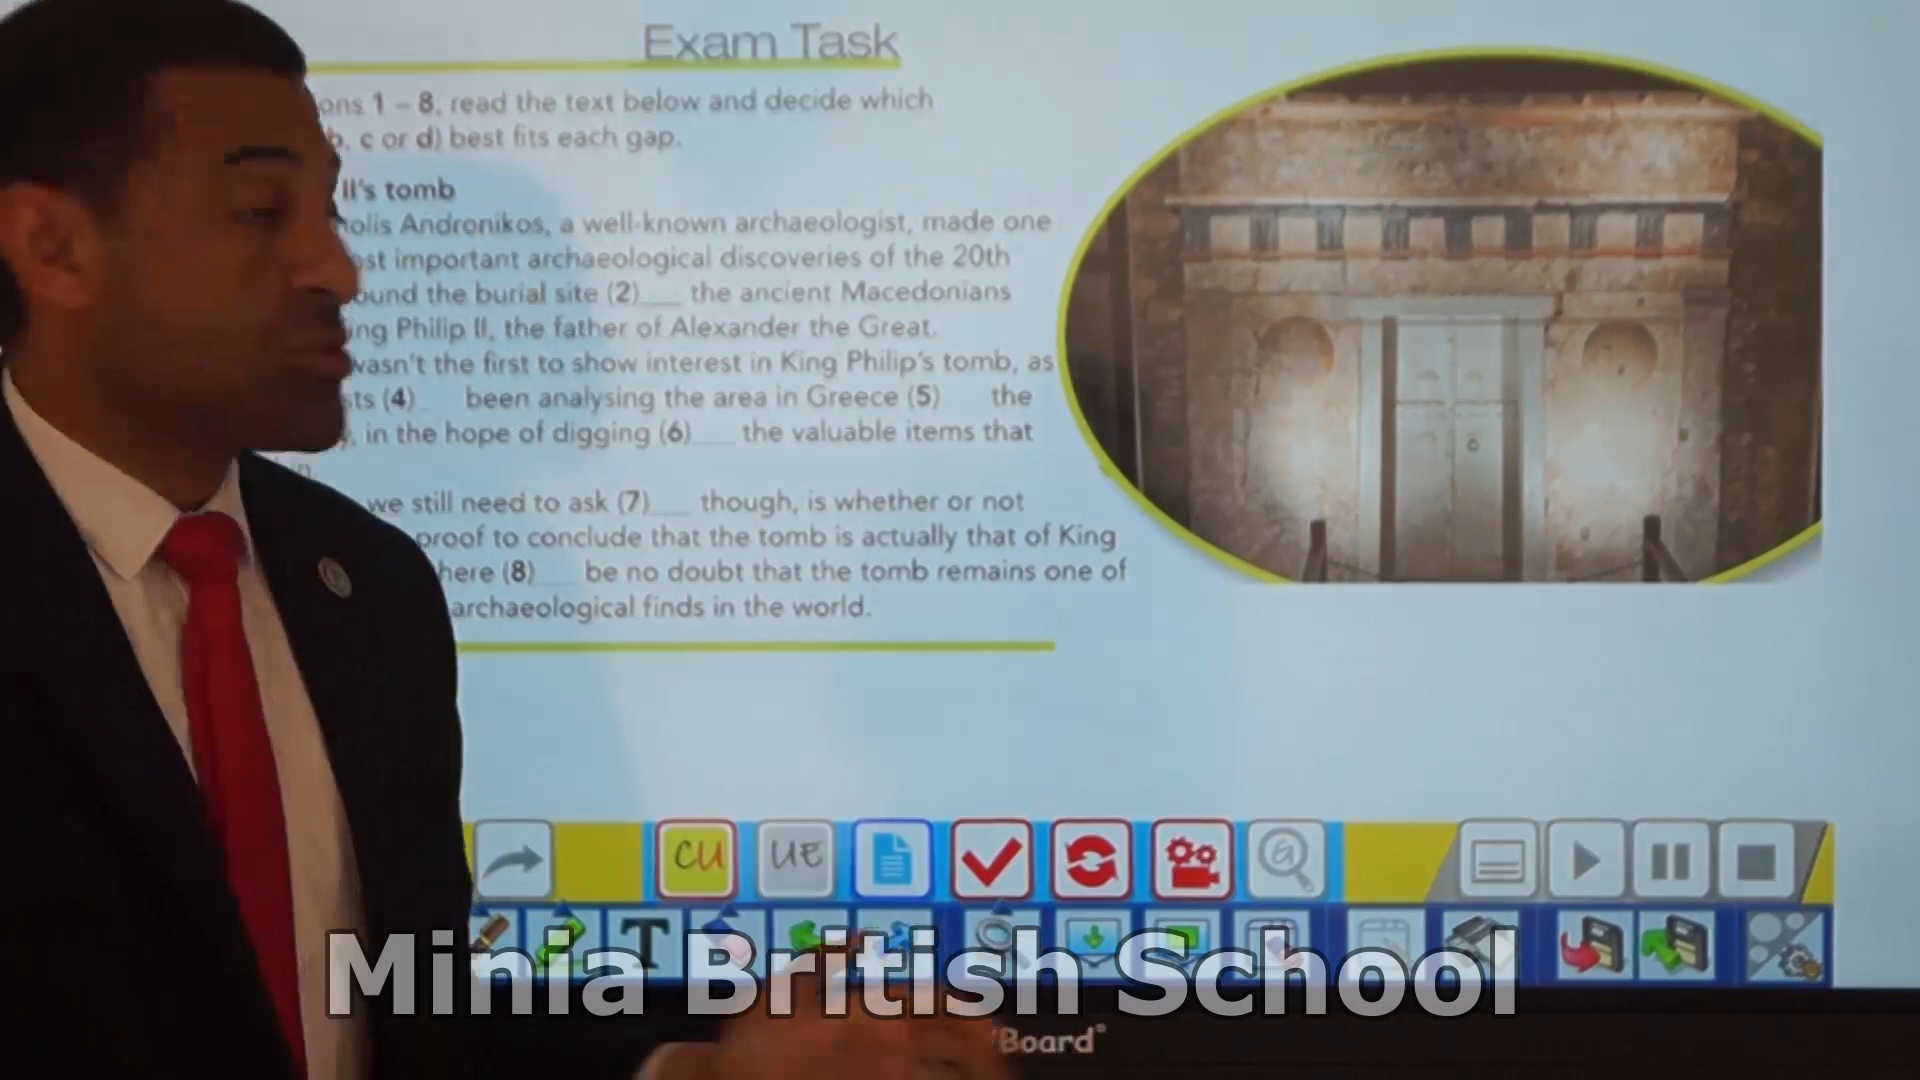 Exam Task
ons 1 – 8, read the text below and decide which
b, c or d) best fits each gap.
II's tomb
olis Andronikos, a well-known archaeologist, made one
ost important archaeological discoveries of the 20th
ound the burial site (2)___ the ancient Macedonians
ing Philip II, the father of Alexander the Great.
wasn't the first to show interest in King Philip's tomb, as
sts (4)___ been analysing the area in Greece (5)___ the
, in the hope of digging (6)___ the valuable items that
in.
we still need to ask (7)___ though, is whether or not
proof to conclude that the tomb is actually that of King
here (8)___ be no doubt that the tomb remains one of
archaeological finds in the world.
CU UE
T
Minia British School
Board